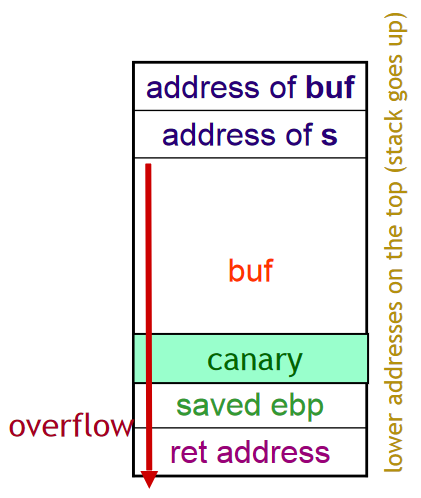 address of buf
address of s
buf
canary
saved ebp
overflow
ret address
lower addresses on the top (stack goes up)